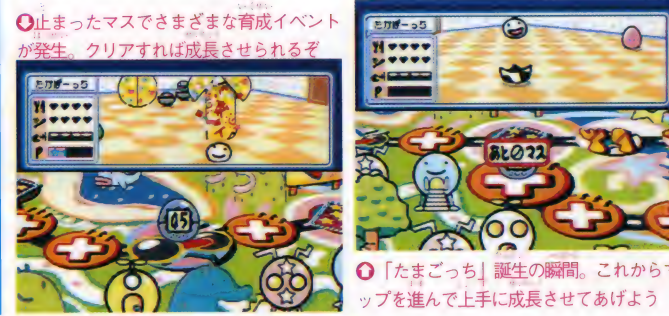 ⬇止まったマスでさまざまな育成イベント
が発生。クリアすれば成長させられるぞ
たかぼーっち
45
たかぼーっち
あと0マス
⬆「たまごっち」誕生の瞬間。これから
ップを進んで上手に成長させてあげよう